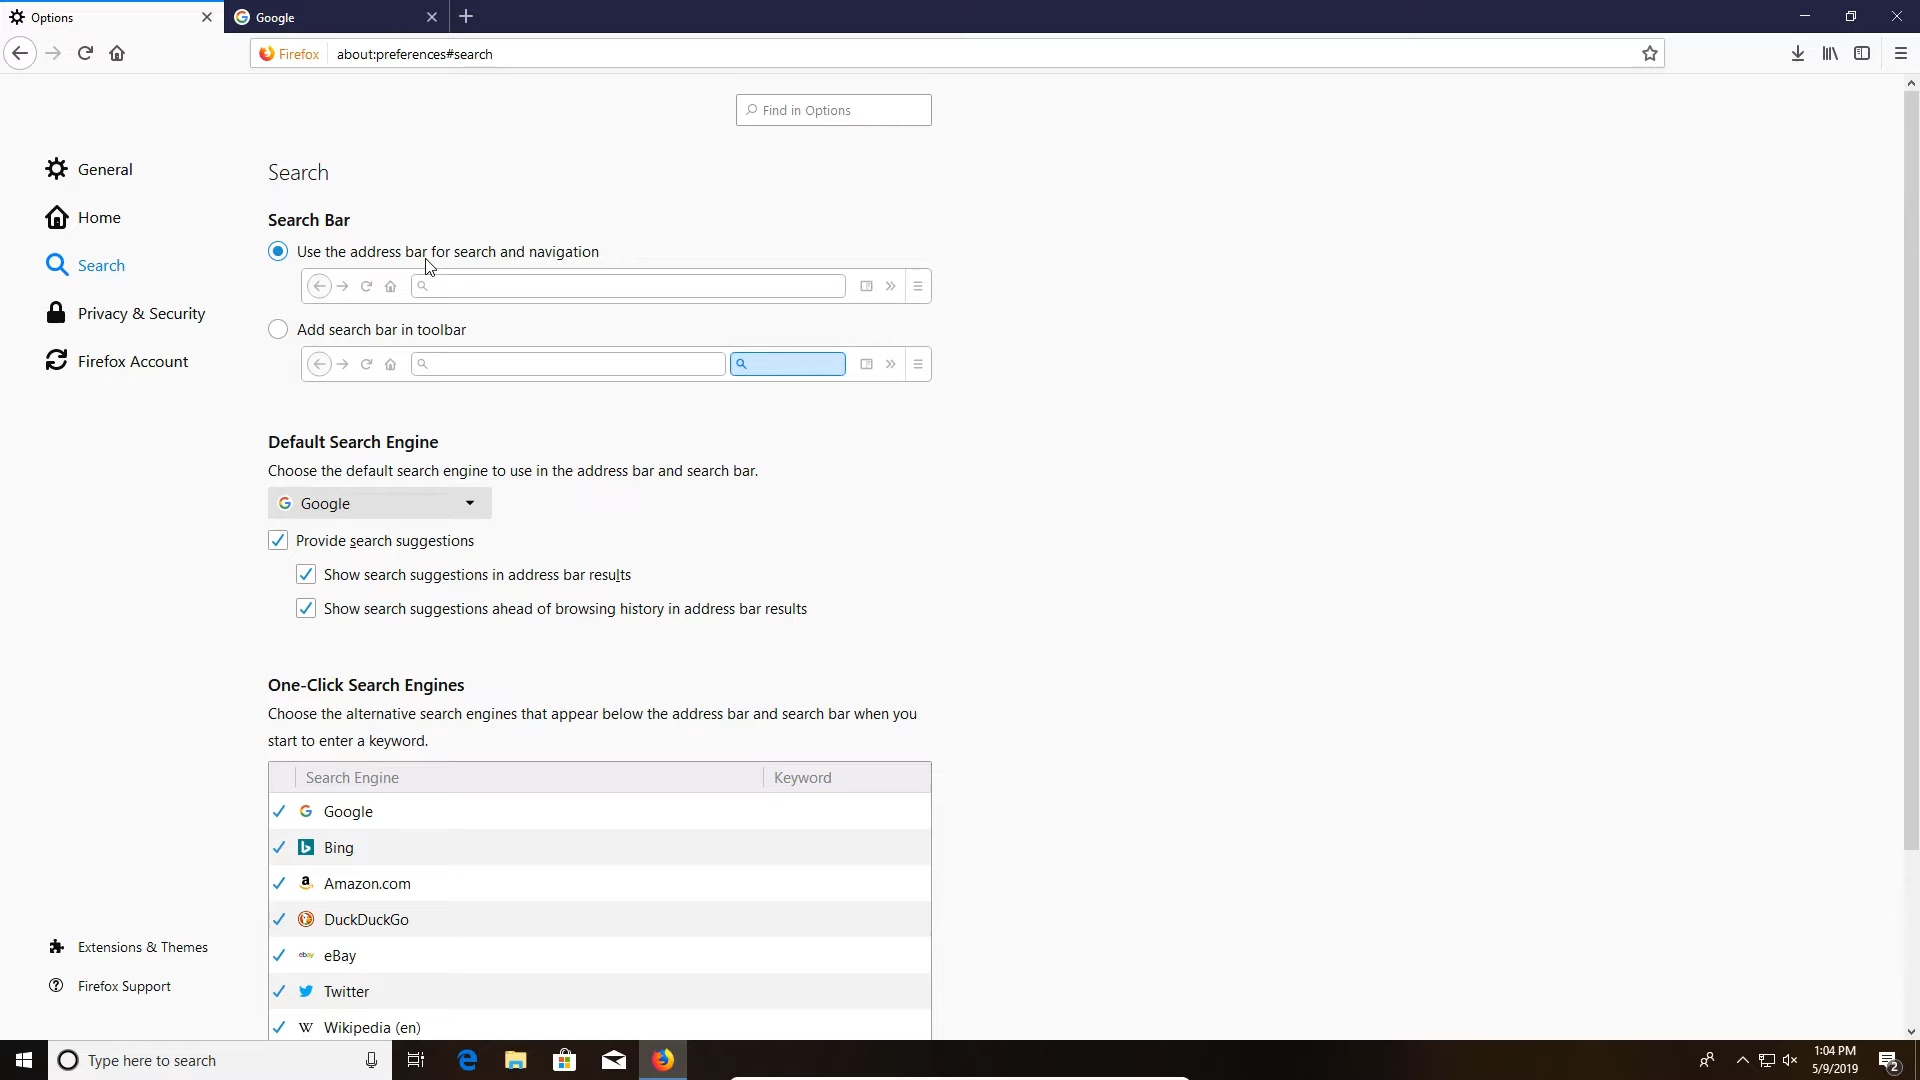 Options
Google
Firefox
about:preferences#search
Find in Options
General
Home
Search
Privacy & Security
Firefox Account
Extensions & Themes
Firefox Support
Search
Search Bar
Use the address bar for search and navigation
Add search bar in toolbar
Default Search Engine
Choose the default search engine to use in the address bar and search bar.
Google
Provide search suggestions
Show search suggestions in address bar results
Show search suggestions ahead of browsing history in address bar results
One-Click Search Engines
Choose the alternative search engines that appear below the address bar and search bar when you
start to enter a keyword.
Search Engine Keyword
Google
Bing
Amazon.com
DuckDuckGo
eBay
Twitter
Wikipedia (en)
Type here to search
1:04 PM
5/9/2019
2